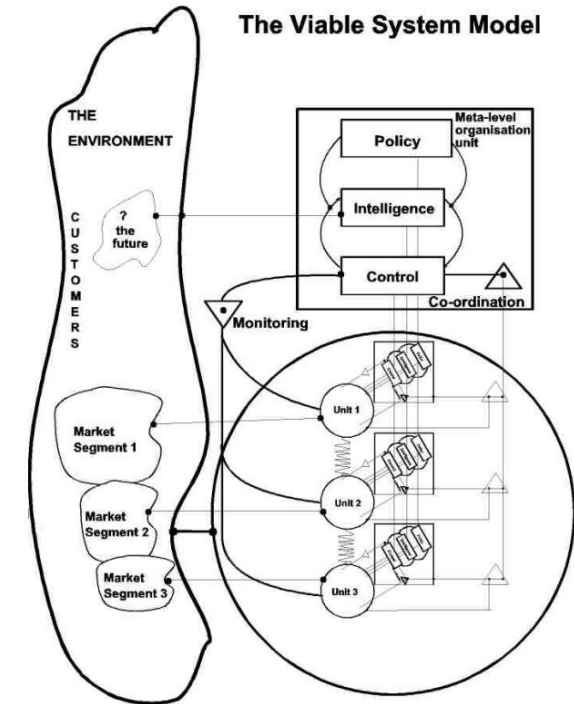 The Viable System Model
THE
ENVIRONMENT
Meta-level
organisation
unit
Policy
Intelligence
Control
Co-ordination
CUSTOMERS
?
the
future
Monitoring
Market
Segment 1
Market
Segment 2
Market
Segment 3
Unit 1
Unit 2
Unit 3